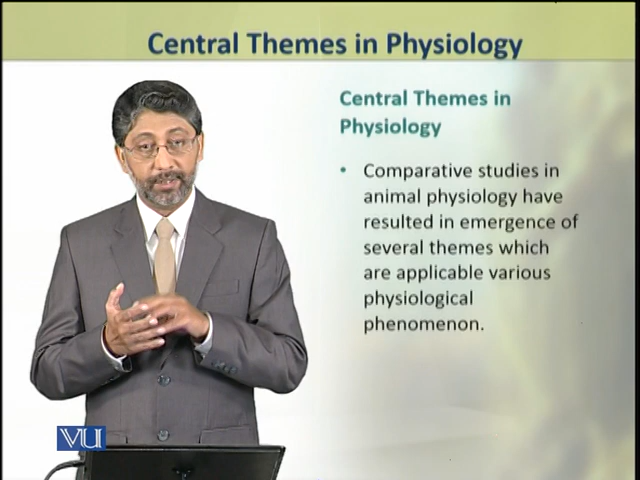 Central Themes in Physiology
Central Themes in
Physiology
• Comparative studies in
animal physiology have
resulted in emergence of
several themes which
are applicable various
physiological
phenomenon.
VU